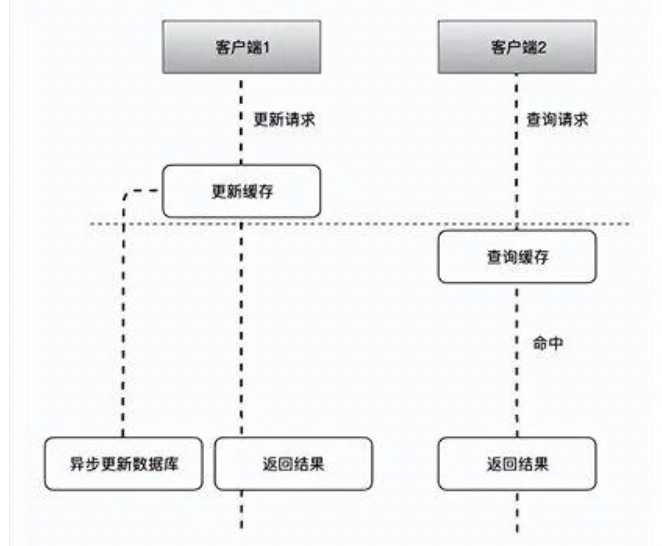 客户端1
客户端2
更新请求
查询请求
更新缓存
查询缓存
命中
异步更新数据库
返回结果
返回结果